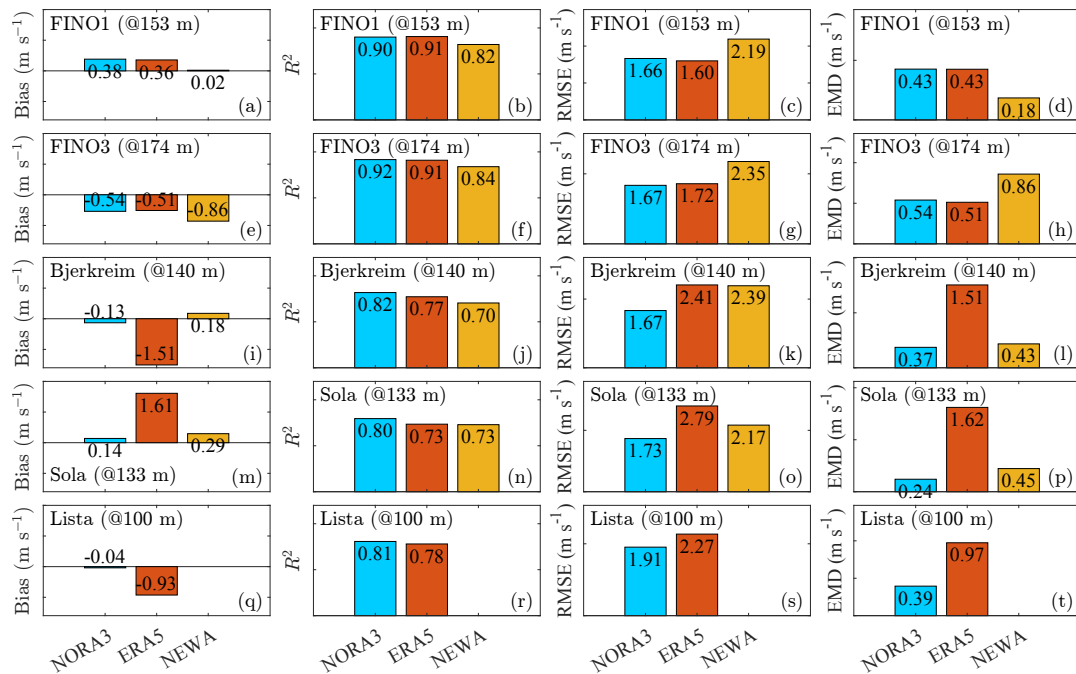 Bias (m s⁻¹)
FINO1 (@153 m)
0.38
0.36
0.02
(a)
R²
0.90
0.91
0.82
(b)
RMSE (m s⁻¹)
FINO1 (@153 m)
1.66
1.60
2.19
(c)
EMD (m s⁻¹)
FINO1 (@153 m)
0.43
0.43
0.18
(d)
Bias (m s⁻¹)
FINO3 (@174 m)
-0.54
-0.51
-0.86
(e)
R²
0.92
0.91
0.84
(f)
RMSE (m s⁻¹)
FINO3 (@174 m)
1.67
1.72
2.35
(g)
EMD (m s⁻¹)
FINO3 (@174 m)
0.54
0.51
0.86
(h)
Bias (m s⁻¹)
Bjerkreim (@140 m)
-0.13
-1.51
0.18
(i)
R²
Bjerkreim (@140 m)
0.82
0.77
0.70
(j)
RMSE (m s⁻¹)
Bjerkreim (@140 m)
1.67
2.41
2.39
(k)
EMD (m s⁻¹)
Bjerkreim (@140 m)
0.37
1.51
0.43
(l)
Bias (m s⁻¹)
0.14
1.61
0.29
Sola (@133 m)
(m)
R²
Sola (@133 m)
0.80
0.73
0.73
(n)
RMSE (m s⁻¹)
Sola (@133 m)
1.73
2.79
2.17
(o)
EMD (m s⁻¹)
Sola (@133 m)
0.24
1.62
0.45
(p)
Bias (m s⁻¹)
Lista (@100 m)
-0.04
-0.93
(q)
R²
Lista (@100 m)
0.81
0.78
(r)
RMSE (m s⁻¹)
Lista (@100 m)
1.91
2.27
(s)
EMD (m s⁻¹)
Lista (@100 m)
0.39
0.97
(t)
NORA3
ERA5
NEWA
NORA3
ERA5
NEWA
NORA3
ERA5
NEWA
NORA3
ERA5
NEWA